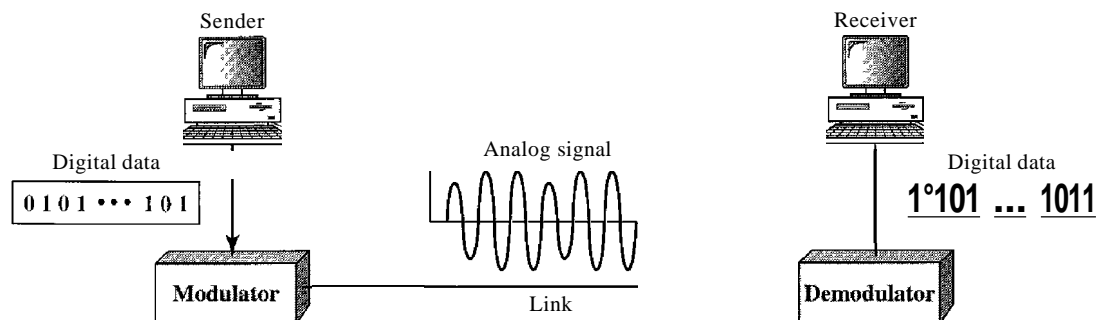 Sender
Receiver
Digital data
0101 ••• 101
Analog signal
Digital data
1°101 ... 1011
Modulator
Link
Demodulator